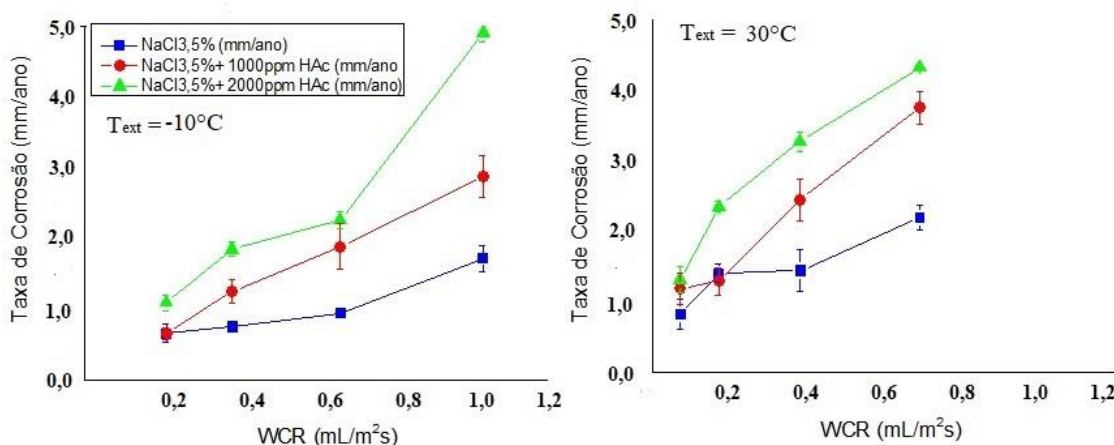 5,0
4,0
3,0
2,0
1,0
0,0
Taxa de Corrosão (mm/ano)
NaCl3,5% (mm/ano)
NaCl3,5%+ 1000ppm HAc (mm/ano
NaCl3,5%+ 2000ppm HAc (mm/ano)
Text = -10°C
0,2 0,4 0,6 0,8 1,0 1,2
WCR (mL/m²s)
5,0
4,0
3,0
2,0
1,0
0,0
Taxa de Corrosão (mm/ano)
Text = 30°C
0,2 0,4 0,6 0,8 1,0 1,2
WCR (mL/m²s)